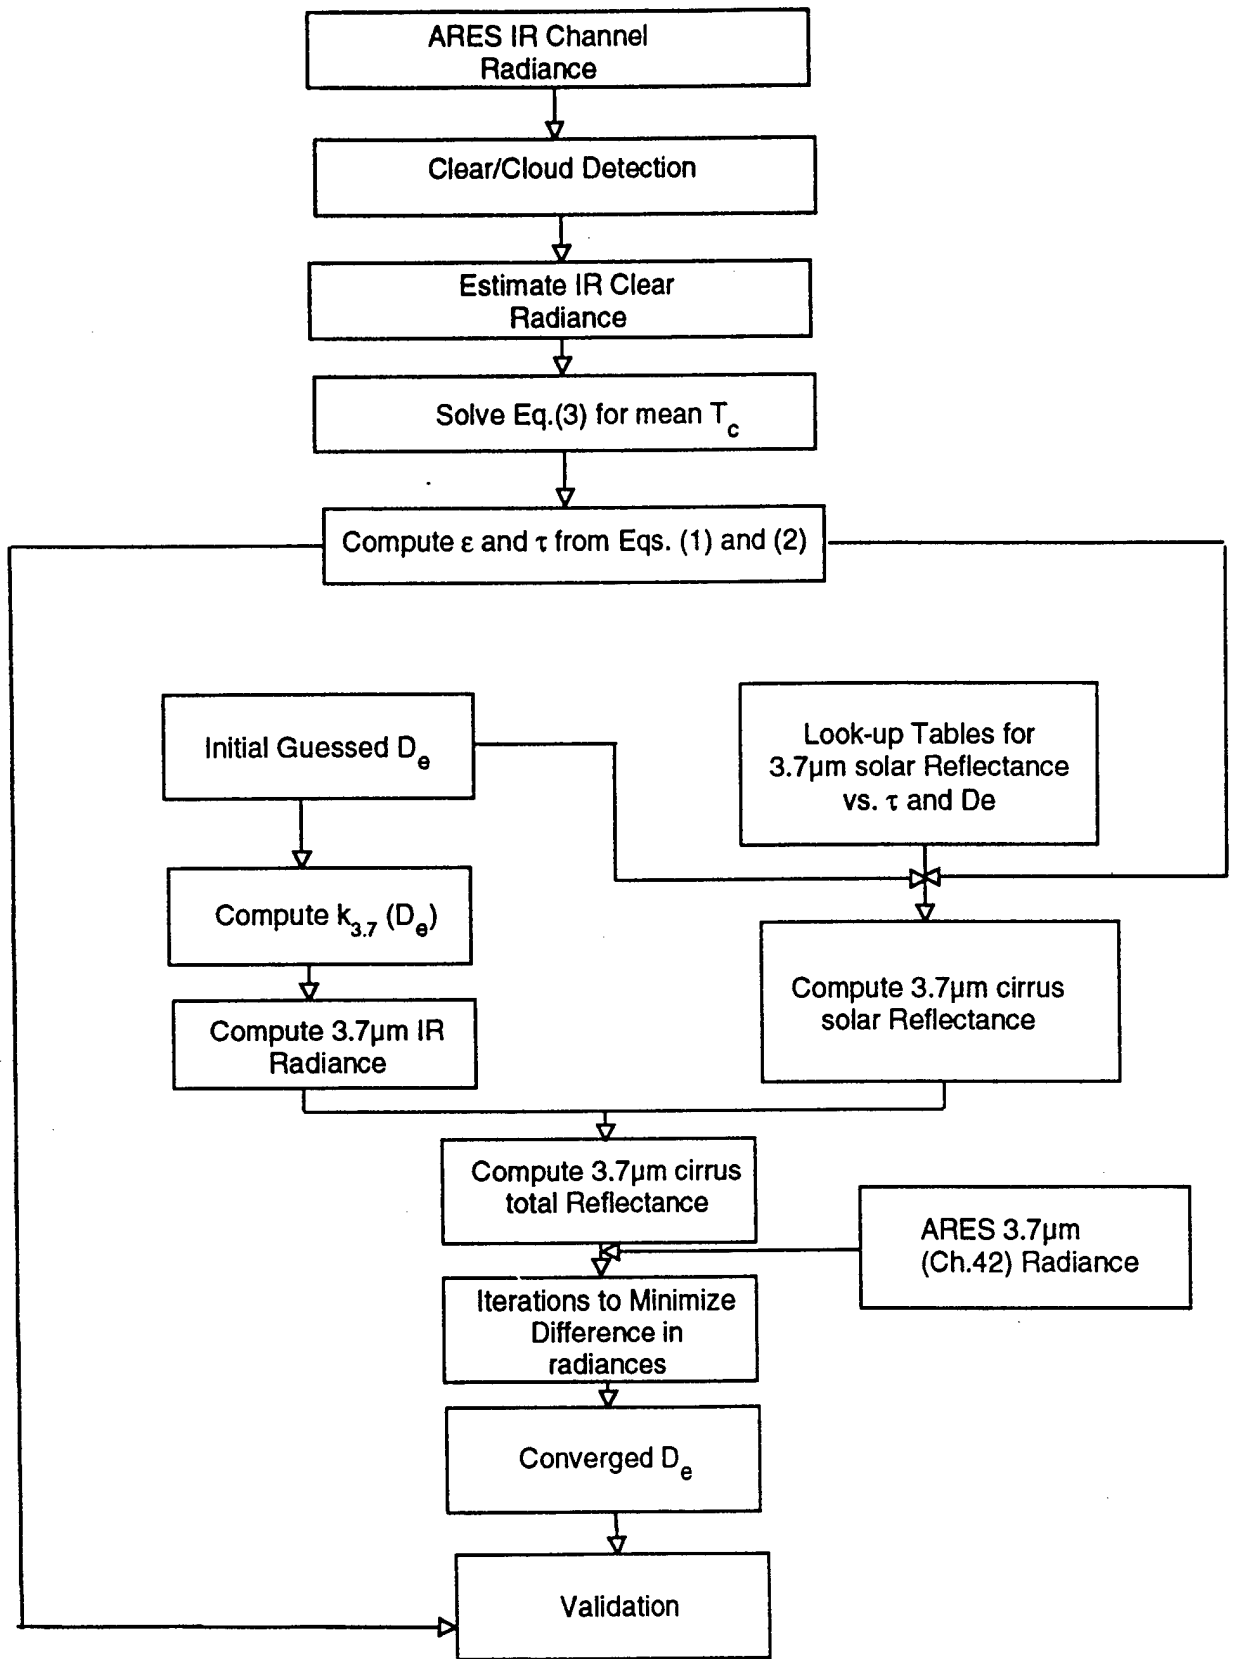 ARES IR Channel
Radiance
Clear/Cloud Detection
Estimate IR Clear
Radiance
Solve Eq.(3) for mean T_c
Compute ε and τ from Eqs. (1) and (2)
Initial Guessed D_e
Look-up Tables for
3.7µm solar Reflectance
vs. τ and De
Compute k_3.7 (D_e)
Compute 3.7µm cirrus
solar Reflectance
Compute 3.7µm IR
Radiance
Compute 3.7µm cirrus
total Reflectance
ARES 3.7µm
(Ch.42) Radiance
Iterations to Minimize
Difference in
radiances
Converged D_e
Validation